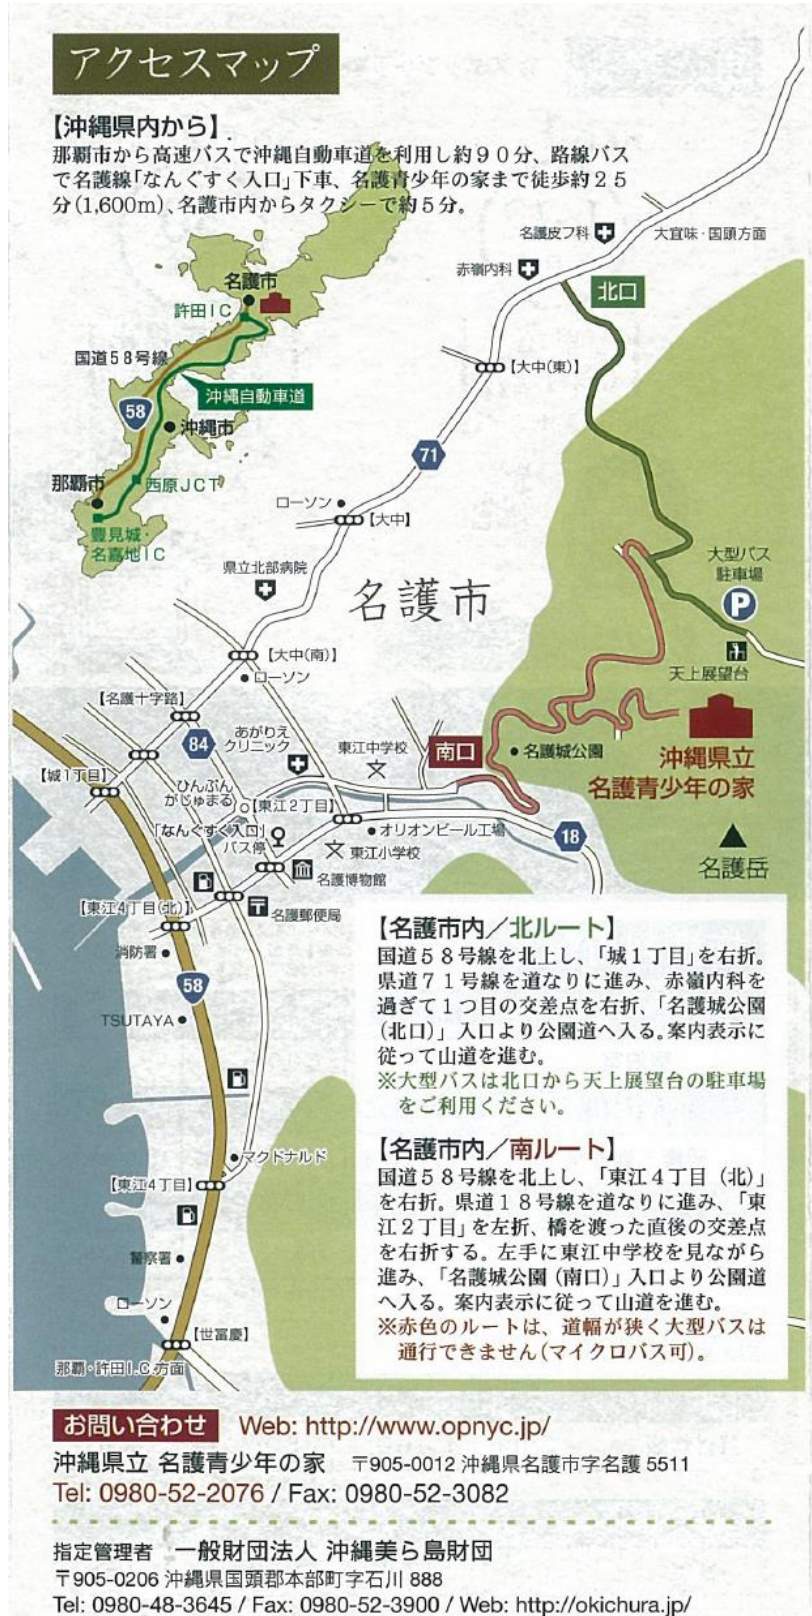 アクセスマップ
【沖縄県内から】
那覇市から高速バスで沖縄自動車道を利用し約90分、路線バス
で名護線「なんぐすく入口」下車、名護青少年の家まで徒歩約25
分(1,600m)、名護市内からタクシーで約5分。
名護皮フ科
大宜味・国頭方面
赤嶺内科
北口
名護市
許田IC
国道58号線
【大中(東)】
沖縄自動車道
58
沖縄市
71
那覇市
西原JCT
ローソン
【大中】
豊見城・
名嘉地IC
県立北部病院
大型バス
駐車場
P
名護市
【大中(南)】
ローソン
天上展望台
【名護十字路】
84
あがりえ
クリニック
東江中学校
南口
名護城公園
沖縄県立
名護青少年の家
【城1丁目】
ひんぷん
がじゅまる
【東江2丁目】
オリオンビール工場
18
「なんぐすく入口」
バス停
東江小学校
名護岳
名護博物館
【東江4丁目(北)】
名護郵便局
消防署
58
TSUTAYA
マクドナルド
【東江4丁目】
警察署
ローソン
【世冨慶】
那覇・許田I.C.方面
【名護市内／北ルート】
国道58号線を北上し、「城1丁目」を右折。
県道71号線を道なりに進み、赤嶺内科を
過ぎて1つ目の交差点を右折、「名護城公園
(北口)」入口より公園道へ入る。案内表示に
従って山道を進む。
※大型バスは北口から天上展望台の駐車場
をご利用ください。
【名護市内／南ルート】
国道58号線を北上し、「東江4丁目（北）」
を右折。県道18号線を道なりに進み、「東
江2丁目」を左折、橋を渡った直後の交差点
を右折する。左手に東江中学校を見ながら
進み、「名護城公園（南口）」入口より公園道
へ入る。案内表示に従って山道を進む。
※赤色のルートは、道幅が狭く大型バスは
通行できません(マイクロバス可)。
お問い合わせ Web: http://www.opnyc.jp/
沖縄県立 名護青少年の家 〒905-0012 沖縄県名護市字名護 5511
Tel: 0980-52-2076 / Fax: 0980-52-3082
指定管理者 一般財団法人 沖縄美ら島財団
〒905-0206 沖縄県国頭郡本部町字石川 888
Tel: 0980-48-3645 / Fax: 0980-52-3900 / Web: http://okichura.jp/